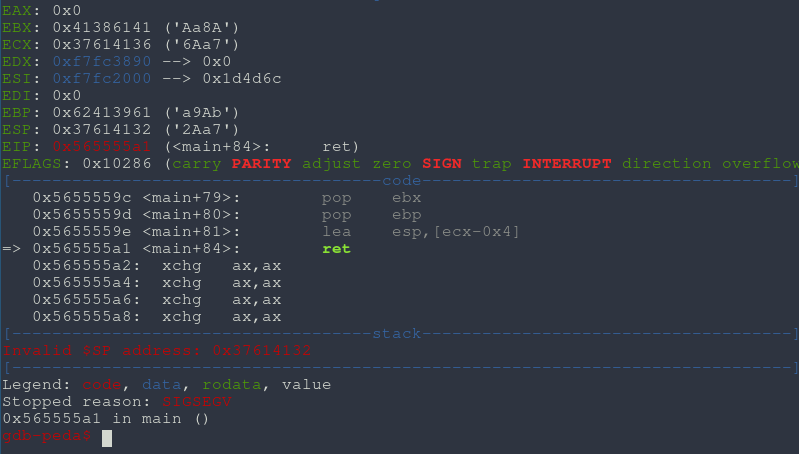 EAX: 0x0
EBX: 0x41386141 ('Aa8A')
ECX: 0x37614136 ('6Aa7')
EDX: 0xf7fc3890 --> 0x0
ESI: 0xf7fc2000 --> 0x1d4d6c
EDI: 0x0
EBP: 0x62413961 ('a9Ab')
ESP: 0x37614132 ('2Aa7')
EIP: 0x565555a1 (<main+84>: ret)
EFLAGS: 0x10286 (carry PARITY adjust zero SIGN trap INTERRUPT direction overflow
[-------------------------------------code-------------------------------------]
0x5655559c <main+79>: pop ebx
0x5655559d <main+80>: pop ebp
0x5655559e <main+81>: lea esp,[ecx-0x4]
=> 0x565555a1 <main+84>: ret
0x565555a2: xchg ax,ax
0x565555a4: xchg ax,ax
0x565555a6: xchg ax,ax
0x565555a8: xchg ax,ax
[------------------------------------stack-------------------------------------]
Invalid $SP address: 0x37614132
[------------------------------------------------------------------------------]
Legend: code, data, rodata, value
Stopped reason: SIGSEGV
0x565555a1 in main ()
gdb-peda$